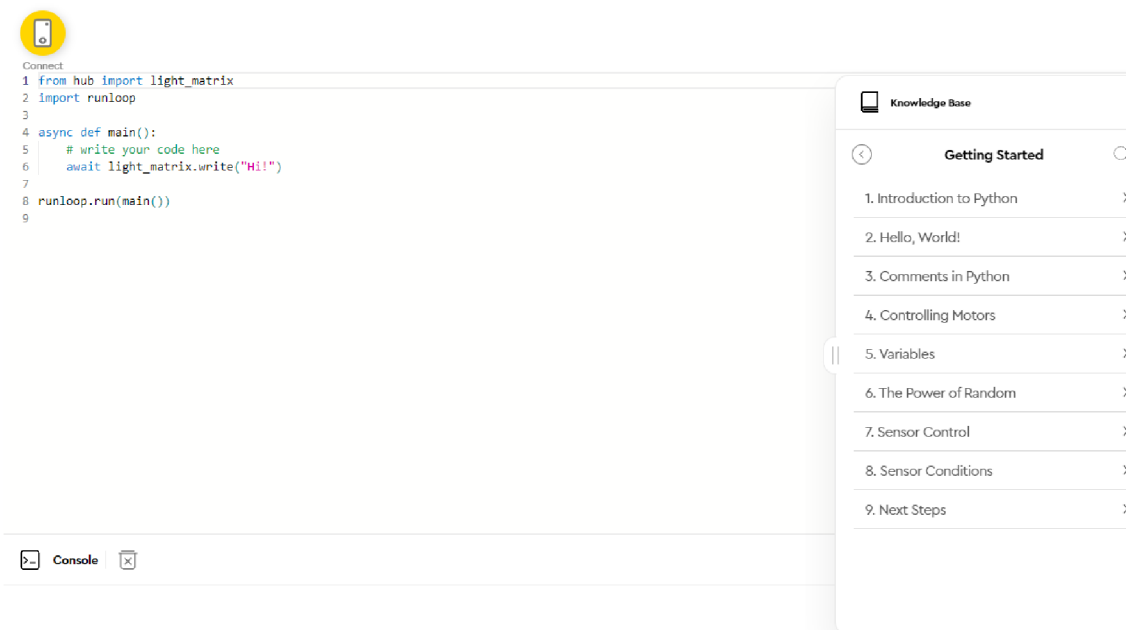 Connect
1 from hub import light_matrix
2 import runloop
3
4 async def main():
5     # write your code here
6     await light_matrix.write("Hi!")
7
8 runloop.run(main())
9
Console
Knowledge Base
Getting Started
1. Introduction to Python
2. Hello, World!
3. Comments in Python
4. Controlling Motors
5. Variables
6. The Power of Random
7. Sensor Control
8. Sensor Conditions
9. Next Steps